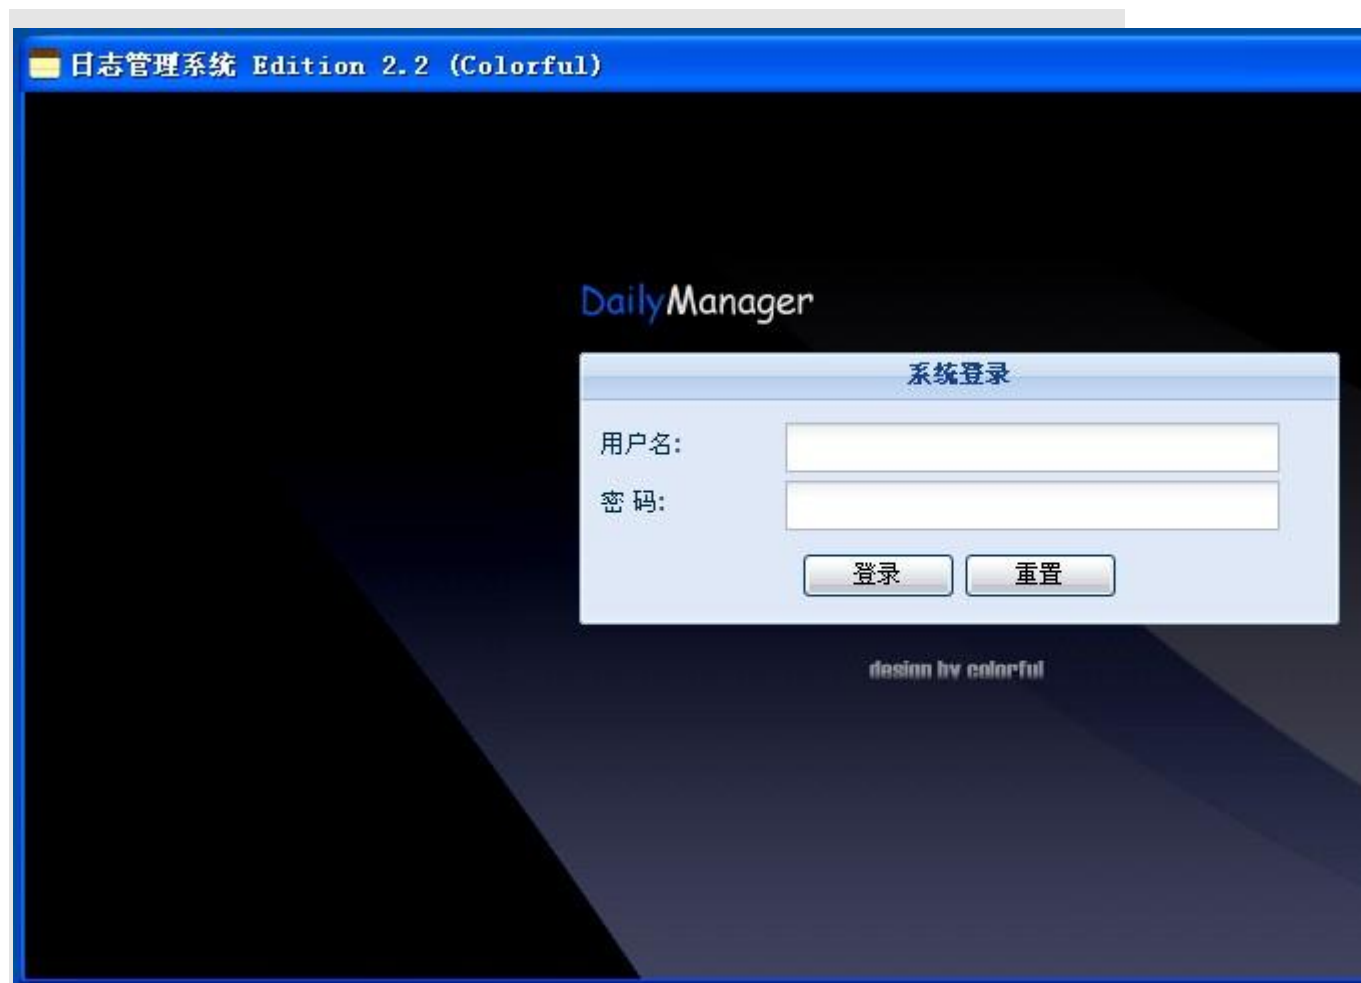 日志管理系统 Edition 2.2 (Colorful)
DailyManager
系统登录
用户名:
密 码:
登录 重置
design by colorful